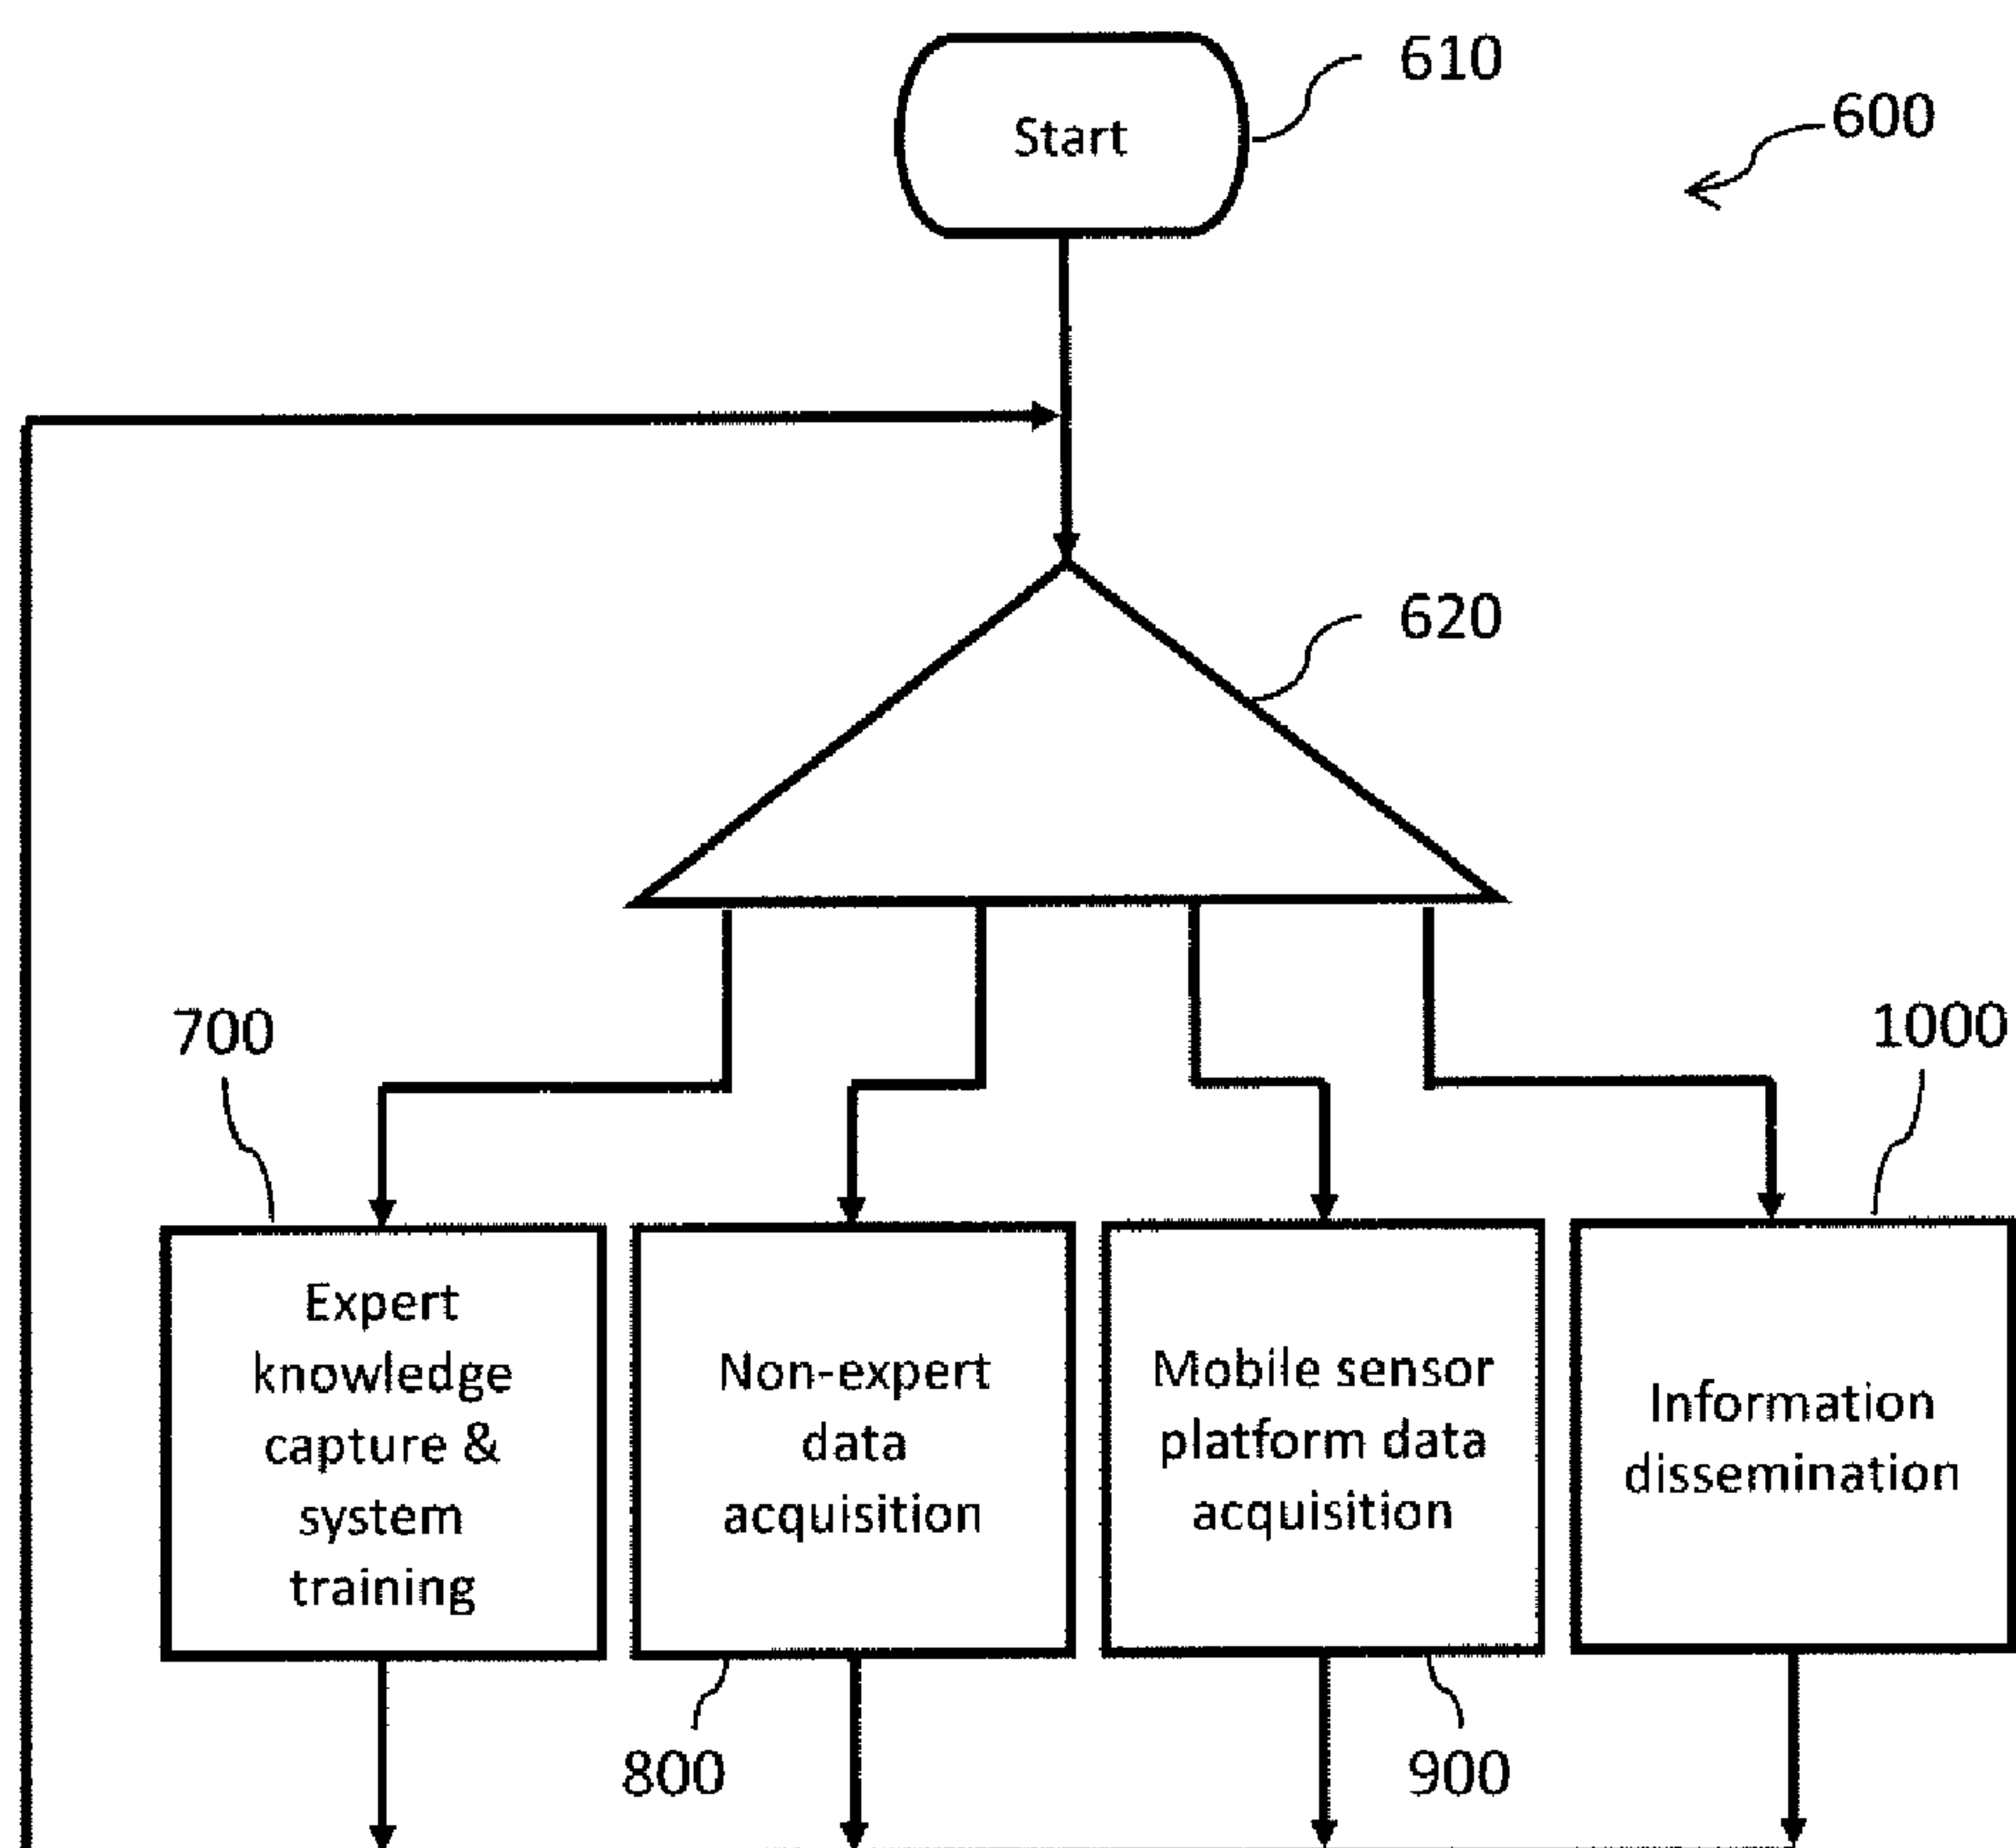 Start
610
600
620
700
1000
Expert
knowledge
capture &
system
training
Non-expert
data
acquisition
Mobile sensor
platform data
acquisition
Information
dissemination
800
900